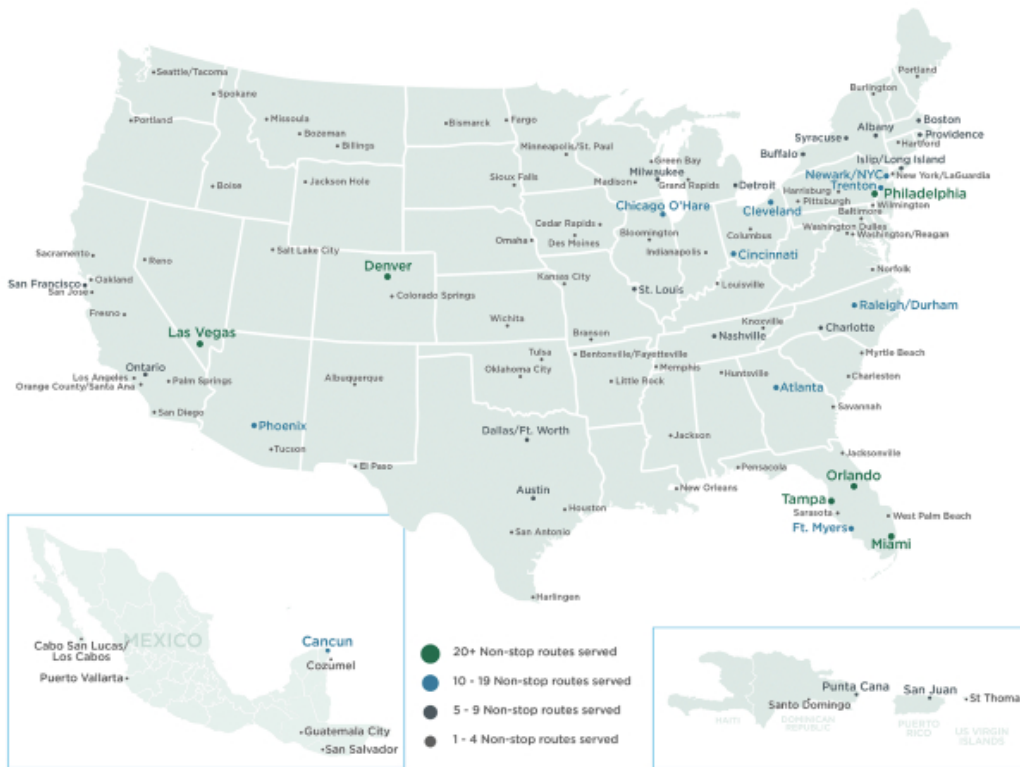 Seattle/Tacoma
Spokane
Portland
Missoula
Bozeman
Billings
Bismarck
Fargo
Minneapolis/St. Paul
Green Bay
Milwaukee
Madison
Grand Rapids
Detroit
Portland
Burlington
Boston
Albany
Providence
Syracuse
Hartford
Buffalo
Islip/Long Island
Newark/NYC
New York/LaGuardia
Trenton
Harrisburg
Philadelphia
Pittsburgh
Wilmington
Baltimore
Washington Dulles
Washington/Reagan
Boise
Jackson Hole
Sioux Falls
Chicago O'Hare
Cleveland
Cedar Rapids
Bloomington
Columbus
Omaha
Des Moines
Indianapolis
Cincinnati
Sacramento
Reno
Salt Lake City
Denver
Oakland
San Francisco
San Jose
Colorado Springs
Kansas City
St. Louis
Louisville
Norfolk
Fresno
Las Vegas
Wichita
Branson
Knoxville
Nashville
Raleigh/Durham
Charlotte
Ontario
Los Angeles
Palm Springs
Orange County/Santa Ana
Albuquerque
Tulsa
Oklahoma City
Bentonville/Fayetteville
Memphis
Little Rock
Huntsville
Myrtle Beach
Charleston
Atlanta
Savannah
San Diego
Phoenix
Tucson
El Paso
Dallas/Ft. Worth
Jackson
Jacksonville
Pensacola
Orlando
New Orleans
Austin
Houston
San Antonio
Tampa
Sarasota
West Palm Beach
Ft. Myers
Miami
Harlingen
MEXICO
Cabo San Lucas/
Los Cabos
Puerto Vallarta
Cancun
Cozumel
Guatemala City
San Salvador
20+ Non-stop routes served
10 - 19 Non-stop routes served
5 - 9 Non-stop routes served
1 - 4 Non-stop routes served
Punta Cana
San Juan
St Thoma
Santo Domingo
HAITI
DOMINICAN
REPUBLIC
PUERTO
RICO
US VIRGIN
ISLANDS